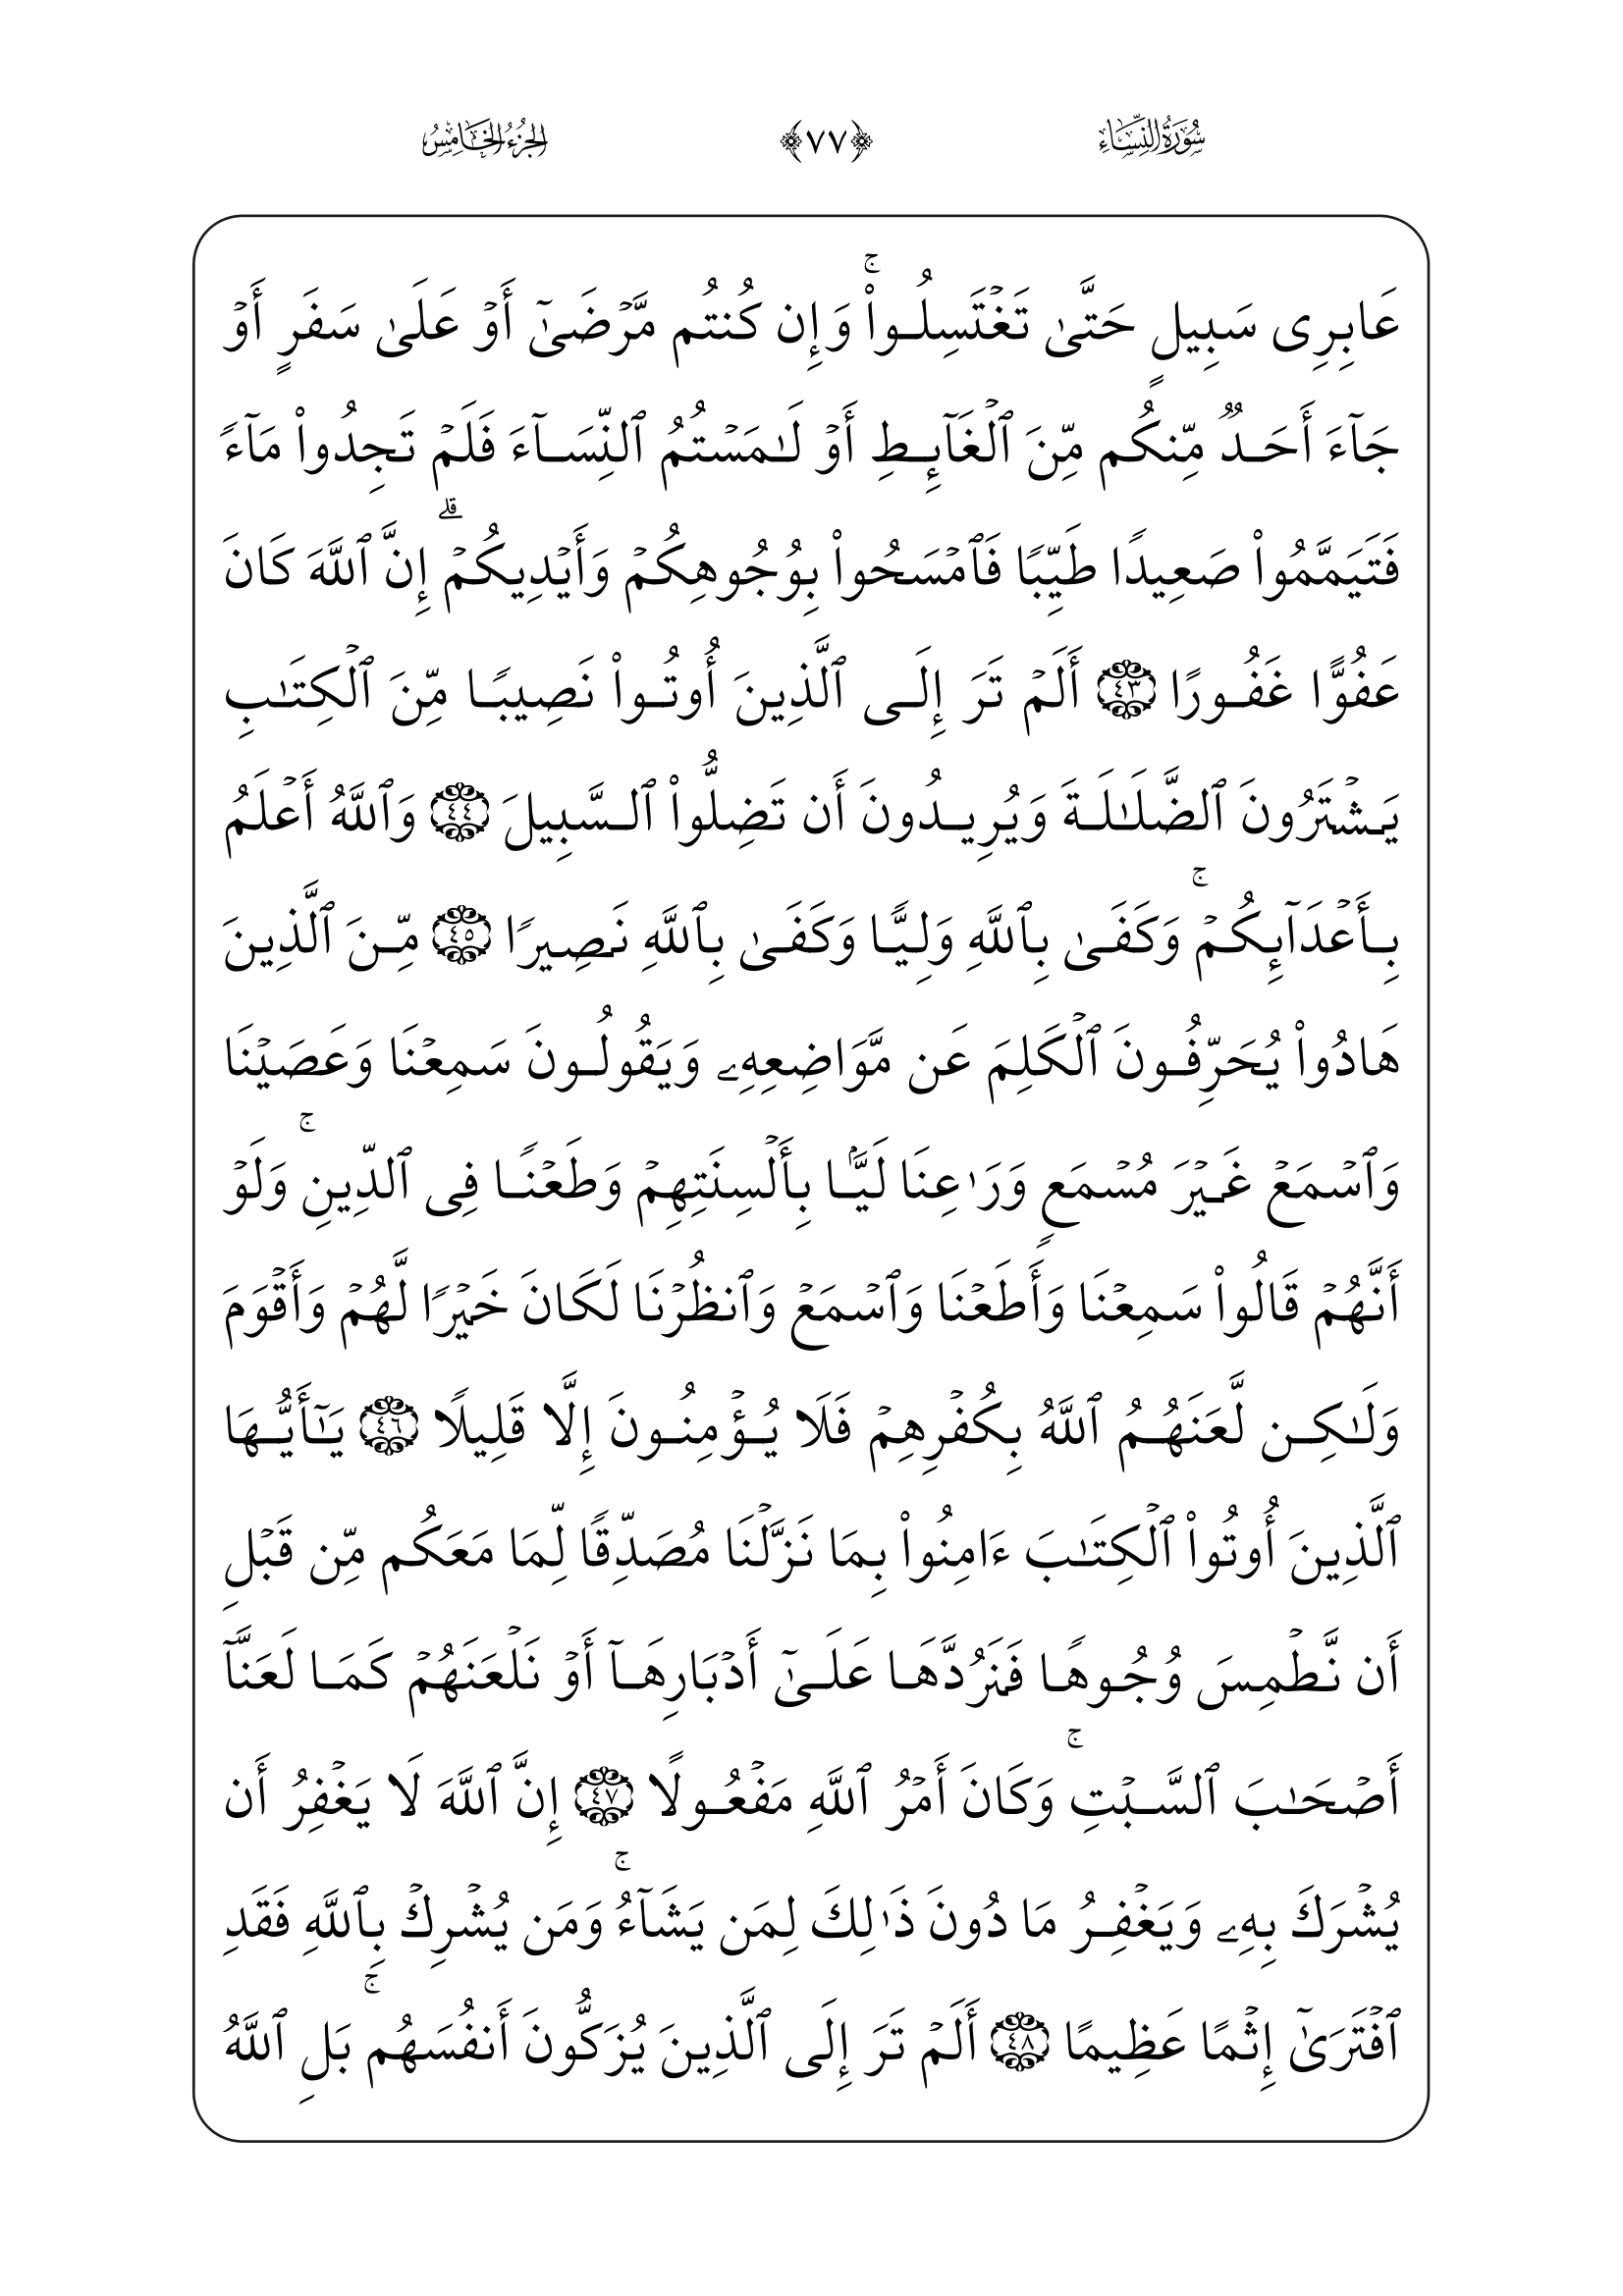 سُورَةُ النِّسَاءِ ﴿٧٧﴾ الجُزْءُ الخَامِسُ
عَابِرِى سَبِيلٍ حَتَّىٰ تَغْتَسِلُوا۟ ۚ وَإِن كُنتُم مَّرْضَىٰٓ أَوْ عَلَىٰ سَفَرٍ أَوْ
جَآءَ أَحَدٌ مِّنكُم مِّنَ ٱلْغَآئِطِ أَوْ لَـٰمَسْتُمُ ٱلنِّسَآءَ فَلَمْ تَجِدُوا۟ مَآءً
فَتَيَمَّمُوا۟ صَعِيدًا طَيِّبًا فَٱمْسَحُوا۟ بِوُجُوهِكُمْ وَأَيْدِيكُمْ ۗ إِنَّ ٱللَّهَ كَانَ
عَفُوًّا غَفُورًا ٤٣ أَلَمْ تَرَ إِلَى ٱلَّذِينَ أُوتُوا۟ نَصِيبًا مِّنَ ٱلْكِتَـٰبِ
يَشْتَرُونَ ٱلضَّلَـٰلَةَ وَيُرِيدُونَ أَن تَضِلُّوا۟ ٱلسَّبِيلَ ٤٤ وَٱللَّهُ أَعْلَمُ
بِأَعْدَآئِكُمْ ۚ وَكَفَىٰ بِٱللَّهِ وَلِيًّا وَكَفَىٰ بِٱللَّهِ نَصِيرًا ٤٥ مِّنَ ٱلَّذِينَ
هَادُوا۟ يُحَرِّفُونَ ٱلْكَلِمَ عَن مَّوَاضِعِهِۦ وَيَقُولُونَ سَمِعْنَا وَعَصَيْنَا
وَٱسْمَعْ غَيْرَ مُسْمَعٍ وَرَٰعِنَا لَيًّۢا بِأَلْسِنَتِهِمْ وَطَعْنًا فِى ٱلدِّينِ ۚ وَلَوْ
أَنَّهُمْ قَالُوا۟ سَمِعْنَا وَأَطَعْنَا وَٱسْمَعْ وَٱنظُرْنَا لَكَانَ خَيْرًا لَّهُمْ وَأَقْوَمَ
وَلَـٰكِن لَّعَنَهُمُ ٱللَّهُ بِكُفْرِهِمْ فَلَا يُؤْمِنُونَ إِلَّا قَلِيلًا ٤٦ يَـٰٓأَيُّهَا
ٱلَّذِينَ أُوتُوا۟ ٱلْكِتَـٰبَ ءَامِنُوا۟ بِمَا نَزَّلْنَا مُصَدِّقًا لِّمَا مَعَكُم مِّن قَبْلِ
أَن نَّطْمِسَ وُجُوهًا فَنَرُدَّهَا عَلَىٰٓ أَدْبَارِهَآ أَوْ نَلْعَنَهُمْ كَمَا لَعَنَّآ
أَصْحَـٰبَ ٱلسَّبْتِ ۚ وَكَانَ أَمْرُ ٱللَّهِ مَفْعُولًا ٤٧ إِنَّ ٱللَّهَ لَا يَغْفِرُ أَن
يُشْرَكَ بِهِۦ وَيَغْفِرُ مَا دُونَ ذَٰلِكَ لِمَن يَشَآءُ ۚ وَمَن يُشْرِكْ بِٱللَّهِ فَقَدِ
ٱفْتَرَىٰٓ إِثْمًا عَظِيمًا ٤٨ أَلَمْ تَرَ إِلَى ٱلَّذِينَ يُزَكُّونَ أَنفُسَهُم ۚ بَلِ ٱللَّهُ